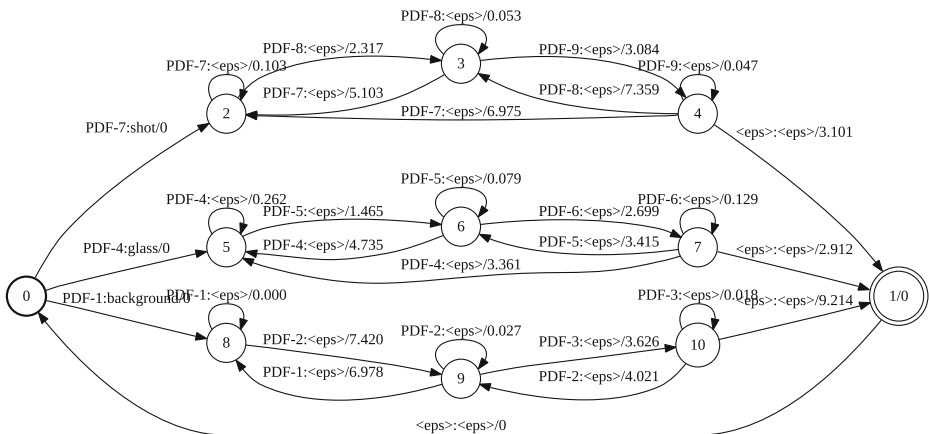 PDF-8:<eps>/0.053
PDF-8:<eps>/2.317
3
PDF-9:<eps>/3.084
PDF-7:<eps>/0.103
PDF-9:<eps>/0.047
PDF-7:<eps>/5.103
PDF-8:<eps>/7.359
2
PDF-7:<eps>/6.975
4
PDF-7:shot/0
<eps>:<eps>/3.101
PDF-5:<eps>/0.079
PDF-4:<eps>/0.262
PDF-6:<eps>/0.129
PDF-5:<eps>/1.465
6
PDF-6:<eps>/2.699
PDF-4:glass/0
5
PDF-4:<eps>/4.735
PDF-5:<eps>/3.415
7
<eps>:<eps>/2.912
PDF-4:<eps>/3.361
0
PDF-1:background/0
PDF-1:<eps>/0.000
PDF-3:<eps>/0.018
<eps>:<eps>/9.214
1/0
8
PDF-2:<eps>/7.420
PDF-2:<eps>/0.027
PDF-3:<eps>/3.626
10
PDF-1:<eps>/6.978
9
PDF-2:<eps>/4.021
<eps>:<eps>/0